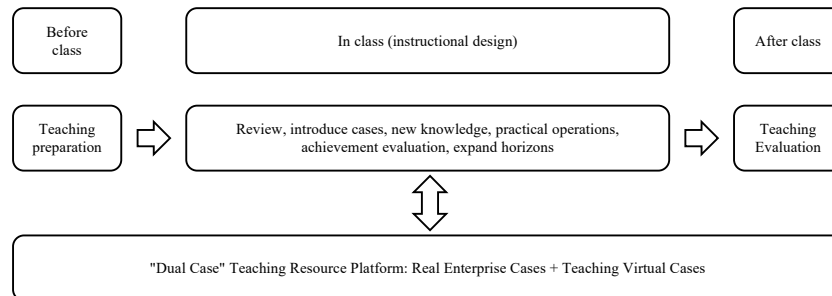 Before
class
In class (instructional design)
After class
Teaching
preparation
Review, introduce cases, new knowledge, practical operations,
achievement evaluation, expand horizons
Teaching
Evaluation
"Dual Case" Teaching Resource Platform: Real Enterprise Cases + Teaching Virtual Cases